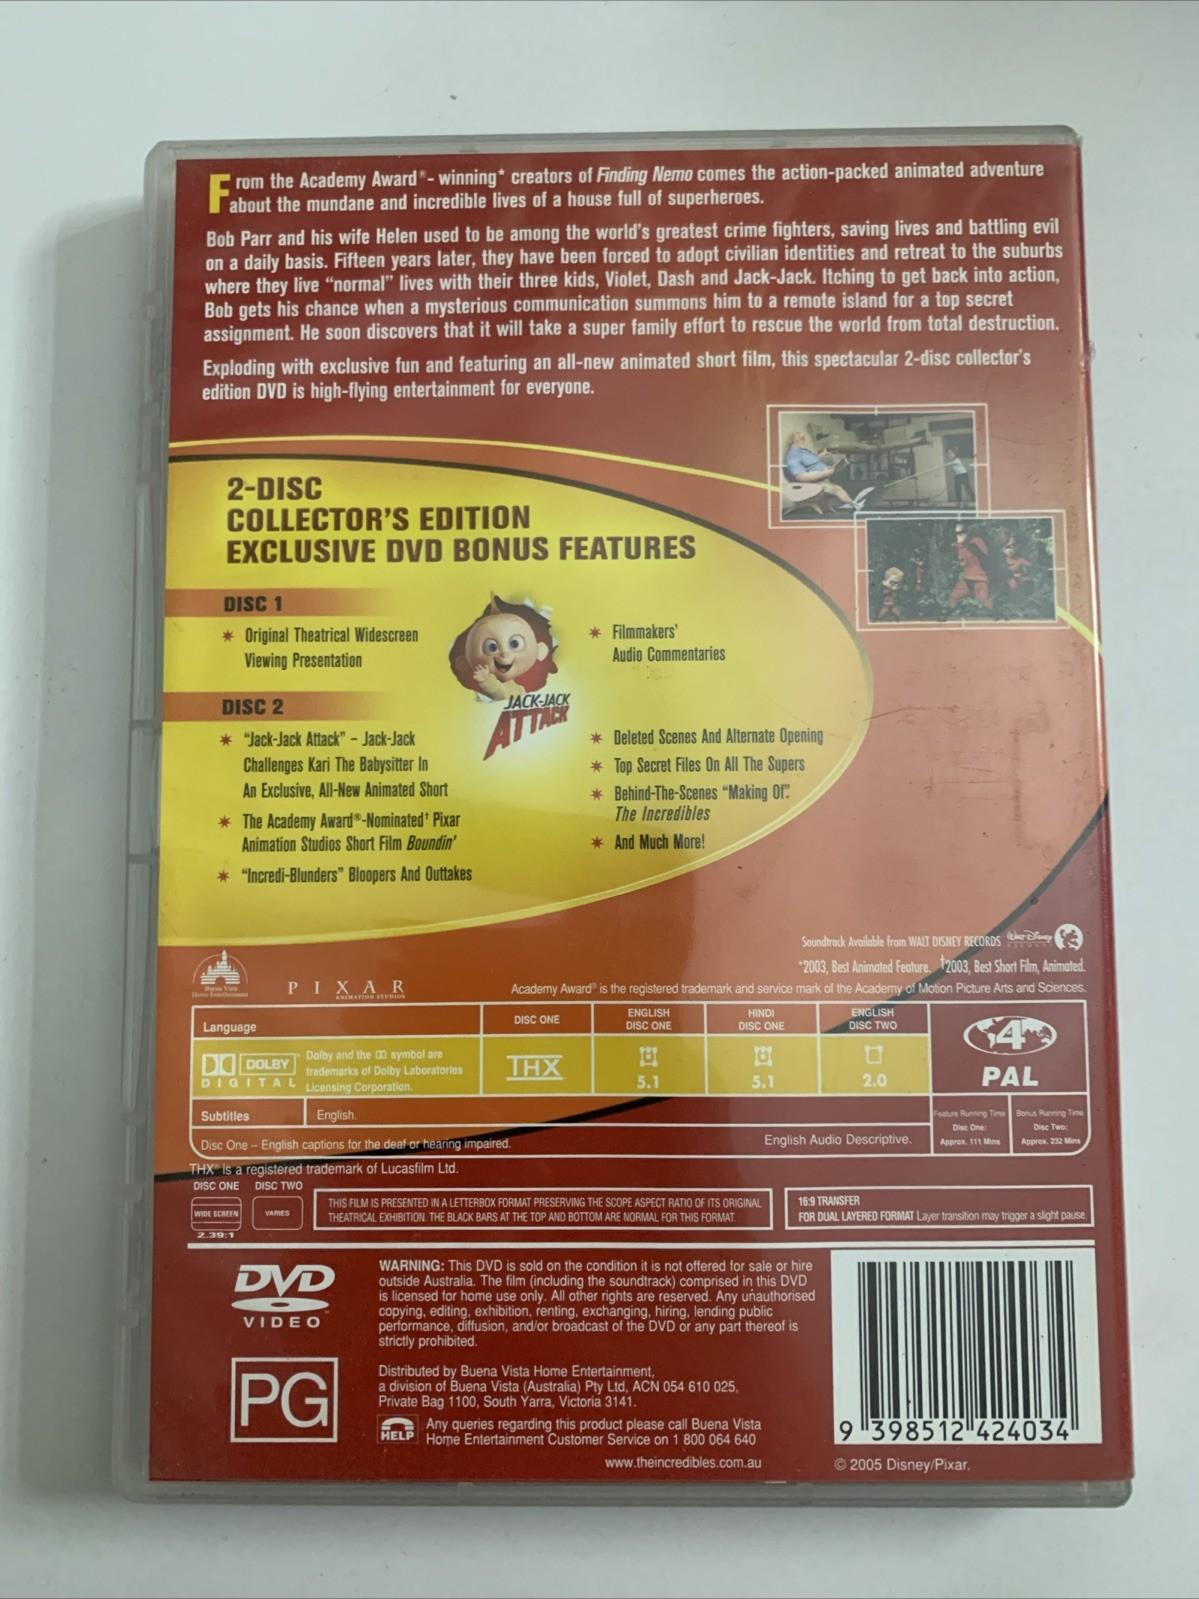 From the Academy Award®-winning* creators of Finding Nemo comes the action-packed animated adventure
about the mundane and incredible lives of a house full of superheroes.
Bob Parr and his wife Helen used to be among the world's greatest crime fighters, saving lives and battling evil
on a daily basis. Fifteen years later, they have been forced to adopt civilian identities and retreat to the suburbs
where they live "normal" lives with their three kids, Violet, Dash and Jack-Jack. Itching to get back into action,
Bob gets his chance when a mysterious communication summons him to a remote island for a top secret
assignment. He soon discovers that it will take a super family effort to rescue the world from total destruction.
Exploding with exclusive fun and featuring an all-new animated short film, this spectacular 2-disc collector's
edition DVD is high-flying entertainment for everyone.
2-DISC
COLLECTOR'S EDITION
EXCLUSIVE DVD BONUS FEATURES
DISC 1
Original Theatrical Widescreen
Viewing Presentation
Filmmakers'
Audio Commentaries
JACK-JACK
ATTACK
DISC 2
"Jack-Jack Attack" – Jack-Jack
Challenges Kari The Babysitter In
An Exclusive, All-New Animated Short
The Academy Award®-Nominated† Pixar
Animation Studios Short Film Boundin'
"Incredi-Blunders" Bloopers And Outtakes
Deleted Scenes And Alternate Opening
Top Secret Files On All The Supers
Behind-The-Scenes "Making Of".
The Incredibles
And Much More!
Soundtrack Available from WALT DISNEY RECORDS Walt Disney RECORDS
*2003, Best Animated Feature. †2003, Best Short Film, Animated.
Buena Vista
Home Entertainment
PIXAR
ANIMATION STUDIOS
Academy Award® is the registered trademark and service mark of the Academy of Motion Picture Arts and Sciences.
Language
DISC ONE
ENGLISH
DISC ONE
HINDI
DISC ONE
ENGLISH
DISC TWO
4
PAL
DOLBY
DIGITAL
Dolby and the DD symbol are
trademarks of Dolby Laboratories
Licensing Corporation.
THX
5.1
5.1
2.0
Subtitles
English.
Feature Running Time
Disc One:
Approx. 111 Mins
Bonus Running Time
Disc Two:
Approx. 232 Mins
Disc One – English captions for the deaf or hearing impaired.
English Audio Descriptive.
THX® is a registered trademark of Lucasfilm Ltd.
DISC ONE DISC TWO
WIDE SCREEN
VARIES
2.39:1
THIS FILM IS PRESENTED IN A LETTERBOX FORMAT PRESERVING THE SCOPE ASPECT RATIO OF ITS ORIGINAL
THEATRICAL EXHIBITION. THE BLACK BARS AT THE TOP AND BOTTOM ARE NORMAL FOR THIS FORMAT.
16:9 TRANSFER
FOR DUAL LAYERED FORMAT Layer transition may trigger a slight pause.
DVD
VIDEO
PG
WARNING: This DVD is sold on the condition it is not offered for sale or hire
outside Australia. The film (including the soundtrack) comprised in this DVD
is licensed for home use only. All other rights are reserved. Any unauthorised
copying, editing, exhibition, renting, exchanging, hiring, lending public
performance, diffusion, and/or broadcast of the DVD or any part thereof is
strictly prohibited.
Distributed by Buena Vista Home Entertainment,
a division of Buena Vista (Australia) Pty Ltd, ACN 054 610 025,
Private Bag 1100, South Yarra, Victoria 3141.
HELP
Any queries regarding this product please call Buena Vista
Home Entertainment Customer Service on 1 800 064 640
www.theincredibles.com.au
9 398512 424034
© 2005 Disney/Pixar.